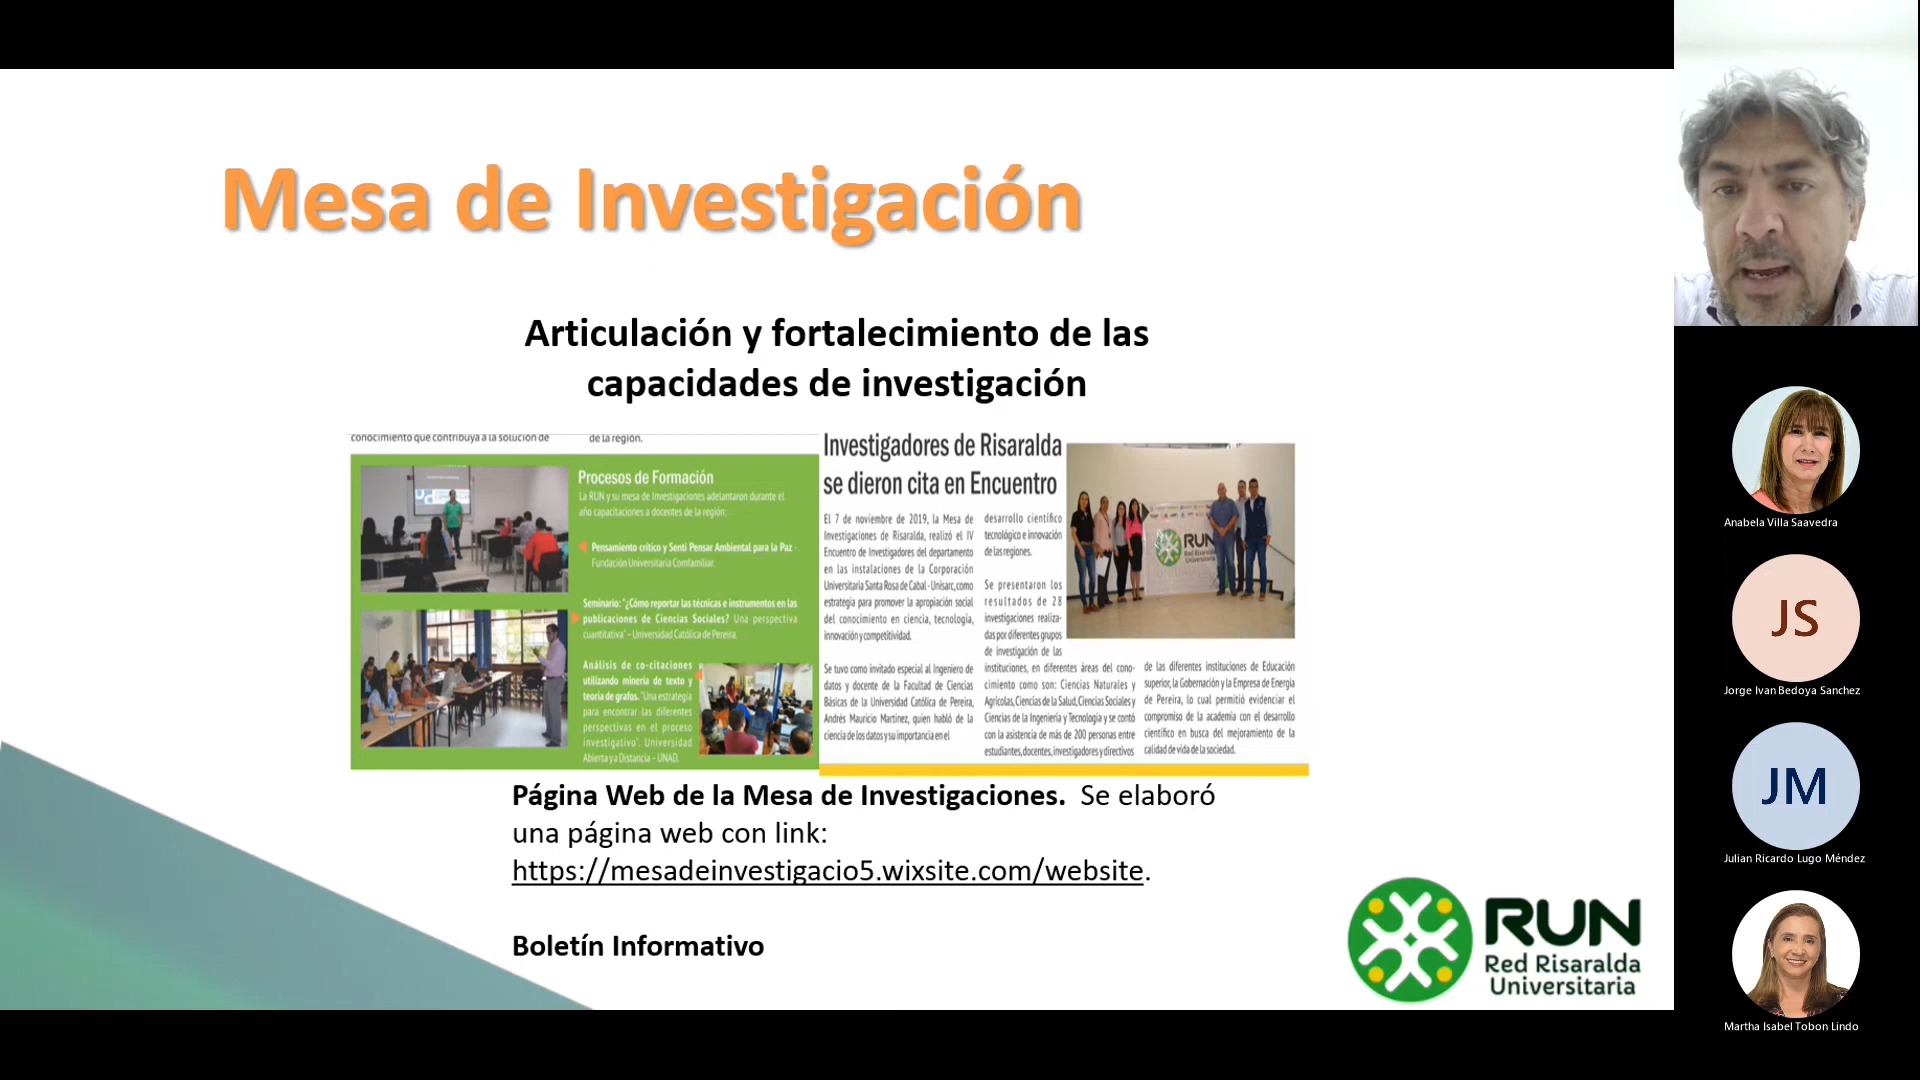 Mesa de Investigación
Articulación y fortalecimiento de las
capacidades de investigación
conocimiento que contribuya a la solución de
de la región.
Procesos de Formación
La RUN y su mesa de Investigaciones adelantaron durante el
año capacitaciones a docentes de la región:
Pensamiento crítico y Senti Pensar Ambiental para la Paz -
Fundación Universitaria Comfamiliar.
Seminario: "¿Cómo reportar las técnicas e instrumentos en las
publicaciones de Ciencias Sociales? Una perspectiva
cuantitativa" - Universidad Católica de Pereira.
Análisis de co-citaciones
utilizando minería de texto y
teoría de grafos. "Una estrategia
para encontrar las diferentes
perspectivas en el proceso
investigativo". Universidad
Abierta y a Distancia – UNAD.
Investigadores de Risaralda
se dieron cita en Encuentro
El 7 de noviembre de 2019, la Mesa de
Investigaciones de Risaralda, realizó el IV
Encuentro de Investigadores del departamento
en las instalaciones de la Corporación
Universitaria Santa Rosa de Cabal - Unisarc, como
estrategia para promover la apropiación social
del conocimiento en ciencia, tecnología,
innovación y competitividad.
Se tuvo como invitado especial al Ingeniero de
datos y docente de la Facultad de Ciencias
Básicas de la Universidad Católica de Pereira,
Andrés Mauricio Martinez, quien habló de la
ciencia de los datos y su importancia en el
desarrollo científico
tecnológico e innovación
de las regiones.
Se presentaron los
resultados de 28
investigaciones realiza-
das por diferentes grupos
de investigación de las
instituciones, en diferentes áreas del cono-
cimiento como son: Ciencias Naturales y
Agrícolas, Ciencias de la Salud, Ciencias Sociales y
Ciencias de la Ingeniería y Tecnología y se contó
con la asistencia de más de 200 personas entre
estudiantes, docentes, investigadores y directivos
de las diferentes instituciones de Educación
superior, la Gobernación y la Empresa de Energía
de Pereira, lo cual permitió evidenciar el
compromiso de la academia con el desarrollo
científico en busca del mejoramiento de la
calidad de vida de la sociedad.
RUN
Red Risaralda
Universitaria
Página Web de la Mesa de Investigaciones. Se elaboró
una página web con link:
https://mesadeinvestigacio5.wixsite.com/website.
Boletín Informativo
RUN
Red Risaralda
Universitaria
Anabela Villa Saavedra
JS
Jorge Ivan Bedoya Sanchez
JM
Julian Ricardo Lugo Méndez
Martha Isabel Tobon Lindo